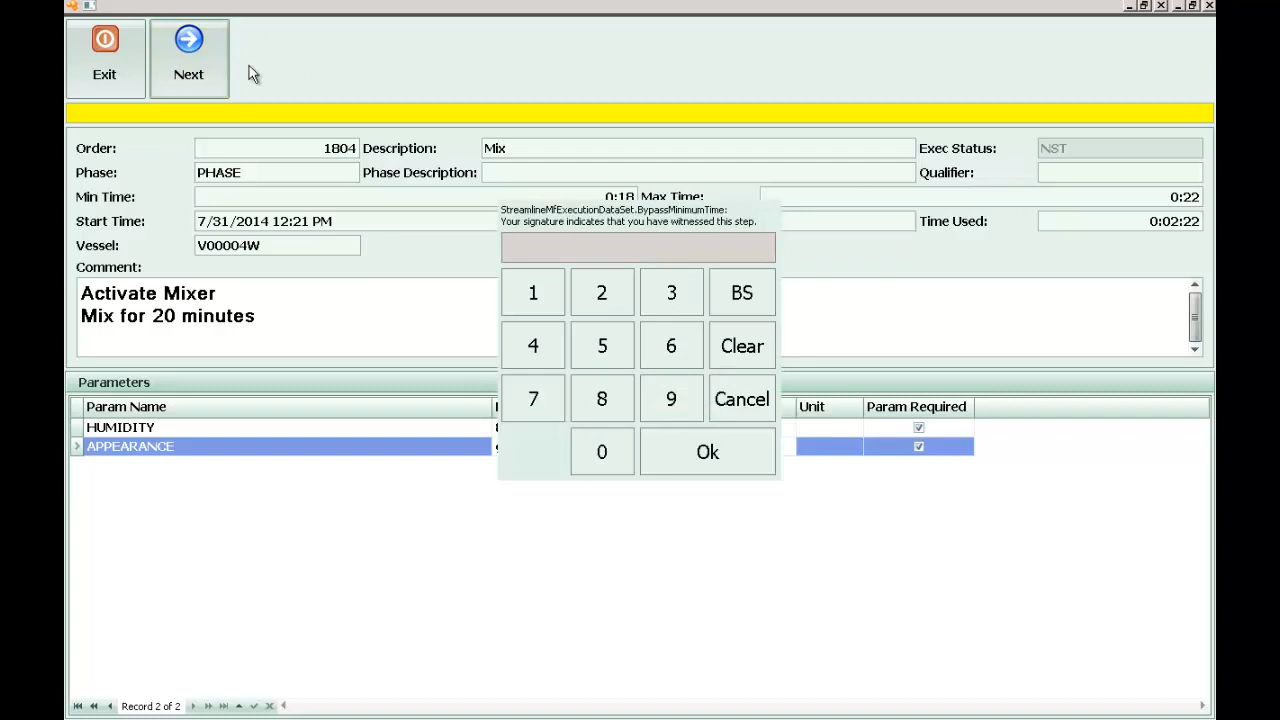 Exit
Next
Order: 1804 Description: Mix Exec Status: NST
Phase: PHASE Phase Description: Qualifier:
Min Time: 0:18 Max Time: 0:22
Start Time: 7/31/2014 12:21 PM Time Used: 0:02:22
Vessel: V00004W
Comment:
Activate Mixer
Mix for 20 minutes
StreamlineMfExecutionDataSet.BypassMinimumTime:
Your signature indicates that you have witnessed this step.
1 2 3 BS
4 5 6 Clear
7 8 9 Cancel
0 Ok
Parameters
Param Name Unit Param Required
HUMIDITY
APPEARANCE
Record 2 of 2